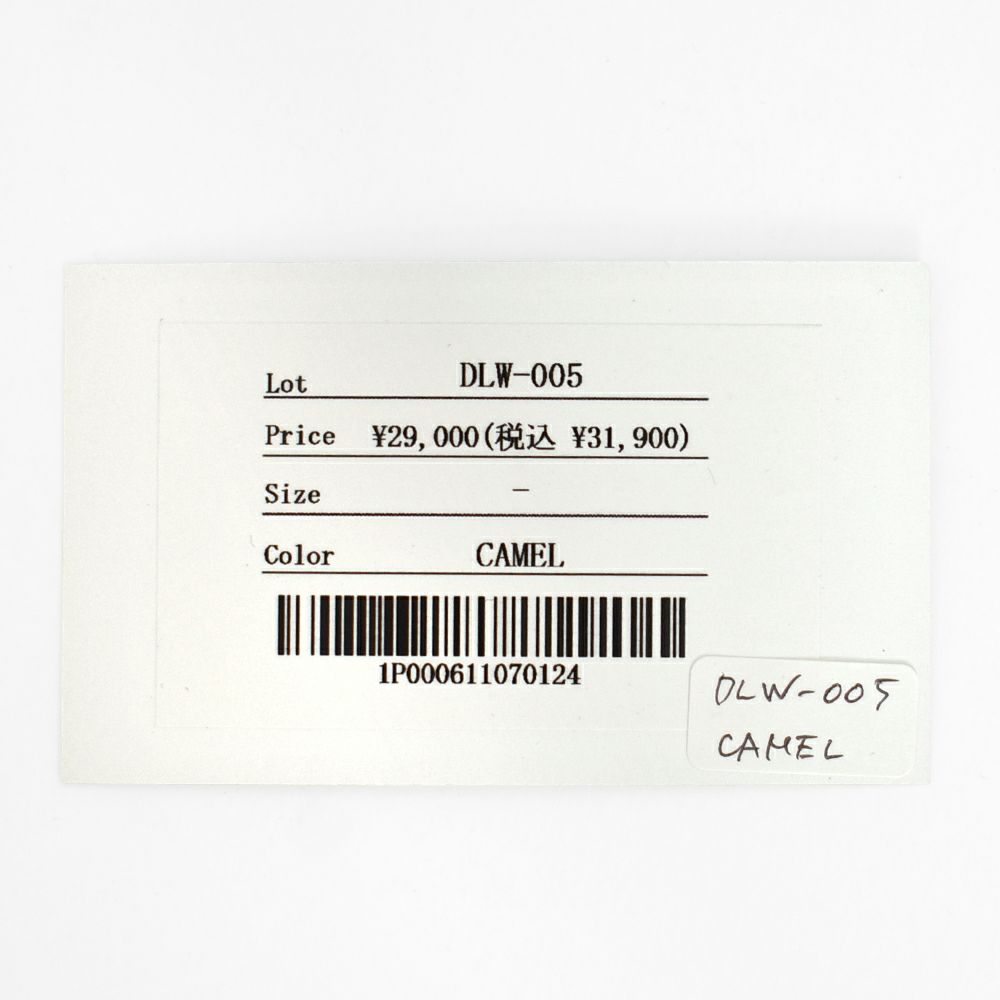 Lot DLW-005
Price ¥29,000(税込 ¥31,900)
Size -
Color CAMEL
1P000611070124
DLW-005
CAMEL